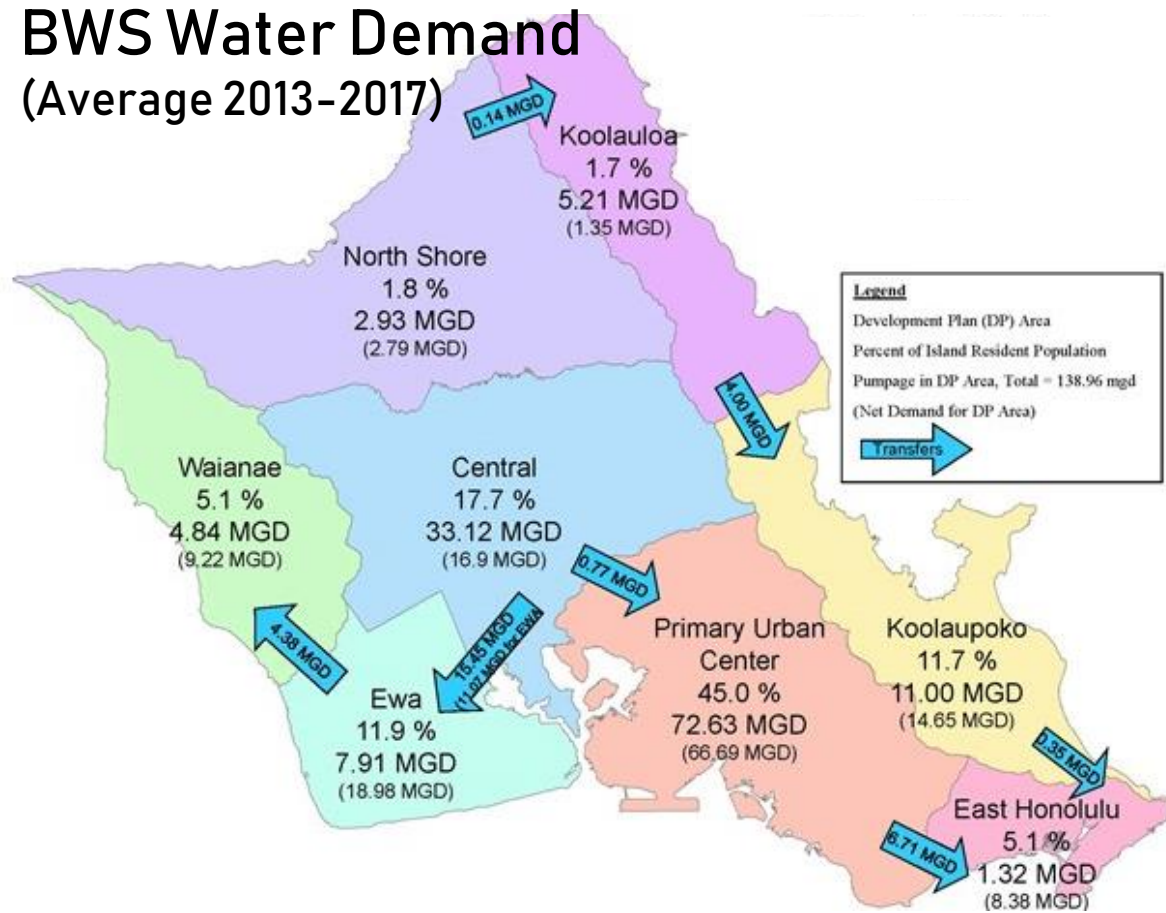 BWS Water Demand
(Average 2013-2017)
0.14 MGD
Koolauloa
1.7 %
5.21 MGD
(1.35 MGD)
North Shore
1.8 %
2.93 MGD
(2.79 MGD)
Legend
Development Plan (DP) Area
Percent of Island Resident Population
Pumpage in DP Area, Total = 138.96 mgd
(Net Demand for DP Area)
Transfers
4.00 MGD
Waianae
5.1 %
4.84 MGD
(9.22 MGD)
Central
17.7 %
33.12 MGD
(16.9 MGD)
0.77 MGD
15.45 MGD
(11.07 MGD for EWA
4.38 MGD
Ewa
11.9 %
7.91 MGD
(18.98 MGD)
Primary Urban
Center
45.0 %
72.63 MGD
(66.69 MGD)
Koolaupoko
11.7 %
11.00 MGD
(14.65 MGD)
0.35 MGD
6.71 MGD
East Honolulu
5.1 %
1.32 MGD
(8.38 MGD)